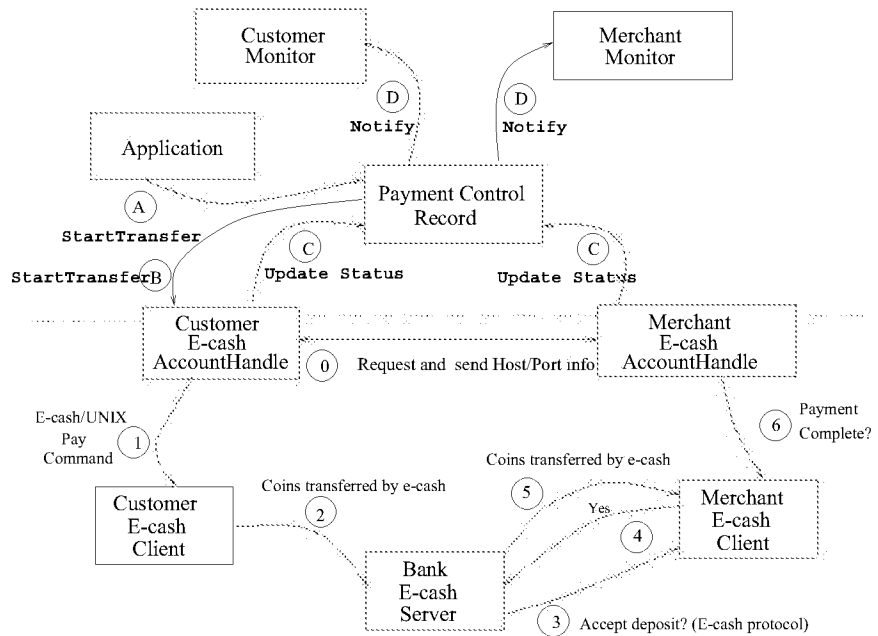 Customer
Monitor
Merchant
Monitor
D
Notify
D
Notify
Application
Payment Control
Record
A
StartTransfer
C
Update Status
C
Update Status
StartTransfer
B
Customer
E-cash
AccountHandle
Merchant
E-cash
AccountHandle
0
Request and send Host/Port info
E-cash/UNIX
Pay
Command
1
6
Payment
Complete?
Coins transferred by e-cash
2
Coins transferred by e-cash
5
Customer
E-cash
Client
Yes
4
Merchant
E-cash
Client
Bank
E-cash
Server
3
Accept deposit? (E-cash protocol)